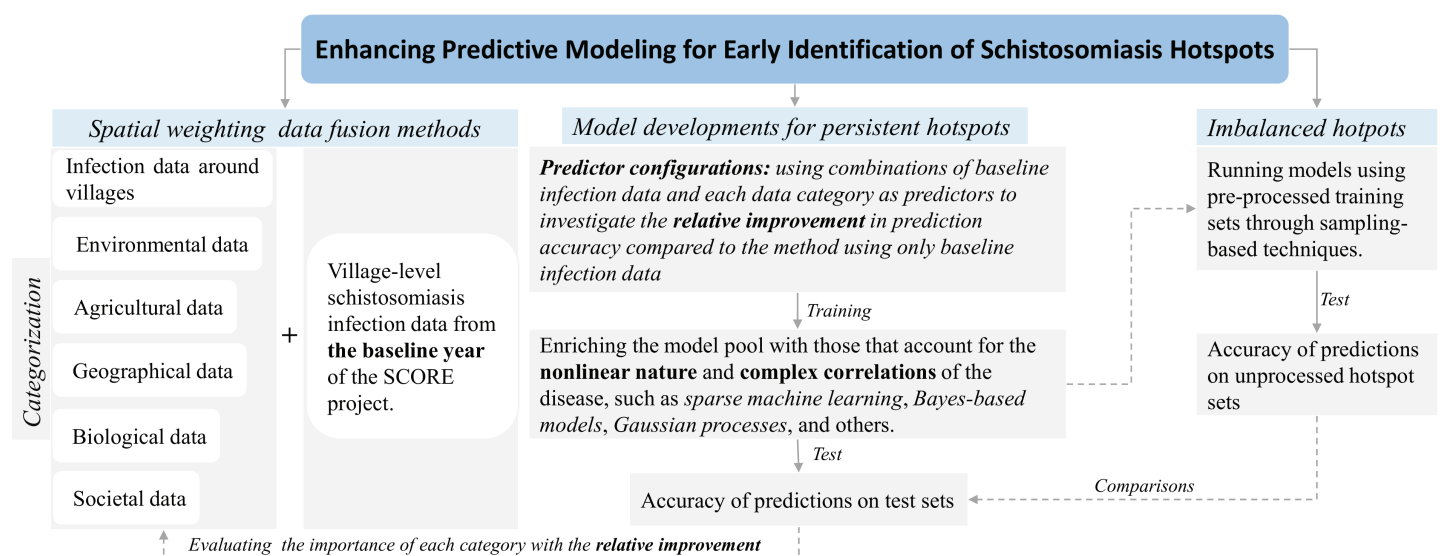 Enhancing Predictive Modeling for Early Identification of Schistosomiasis Hotspots
Spatial weighting data fusion methods
Categorization
Infection data around
villages
Environmental data
Agricultural data
Geographical data
Biological data
Societal data
+
Village-level
schistosomiasis
infection data from
the baseline year
of the SCORE
project.
Model developments for persistent hotspots
Predictor configurations: using combinations of baseline
infection data and each data category as predictors to
investigate the relative improvement in prediction
accuracy compared to the method using only baseline
infection data
Training
Enriching the model pool with those that account for the
nonlinear nature and complex correlations of the
disease, such as sparse machine learning, Bayes-based
models, Gaussian processes, and others.
Test
Accuracy of predictions on test sets
Imbalanced hotpots
Running models using
pre-processed training
sets through sampling-
based techniques.
Test
Accuracy of predictions
on unprocessed hotspot
sets
Comparisons
Evaluating the importance of each category with the relative improvement